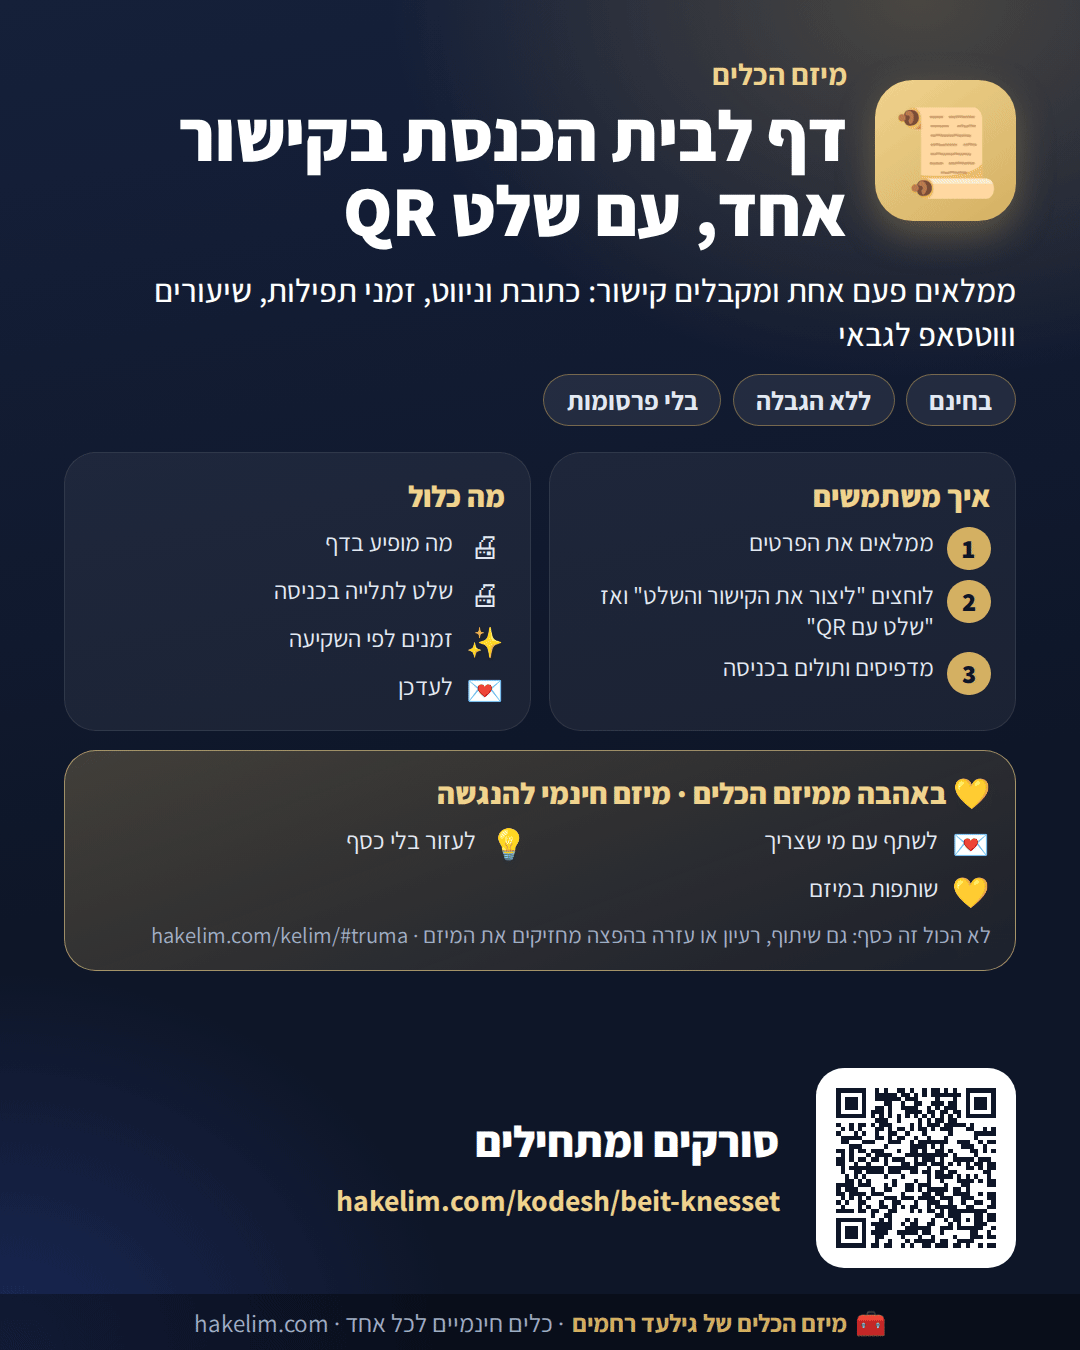 מיזם הכלים
דף לבית הכנסת בקישור
אחד, עם שלט QR
ממלאים פעם אחת ומקבלים קישור: כתובת וניווט, זמני תפילות, שיעורים
וווטסאפ לגבאי
בחינם
ללא הגבלה
בלי פרסומות
איך משתמשים
1 ממלאים את הפרטים
2 לוחצים "ליצור את הקישור והשלט" ואז
"שלט עם QR"
3 מדפיסים ותולים בכניסה
מה כלול
מה מופיע בדף
שלט לתלייה בכניסה
זמנים לפי השקיעה
לעדכן
באהבה ממיזם הכלים · מיזם חינמי להנגשה
לשתף עם מי שצריך
לעזור בלי כסף
שותפות במיזם
לא הכול זה כסף: גם שיתוף, רעיון או עזרה בהפצה מחזיקים את המיזם · hakelim.com/kelim/#truma
סורקים ומתחילים
hakelim.com/kodesh/beit-knesset
מיזם הכלים של גילעד רחמים · כלים חינמיים לכל אחד · hakelim.com